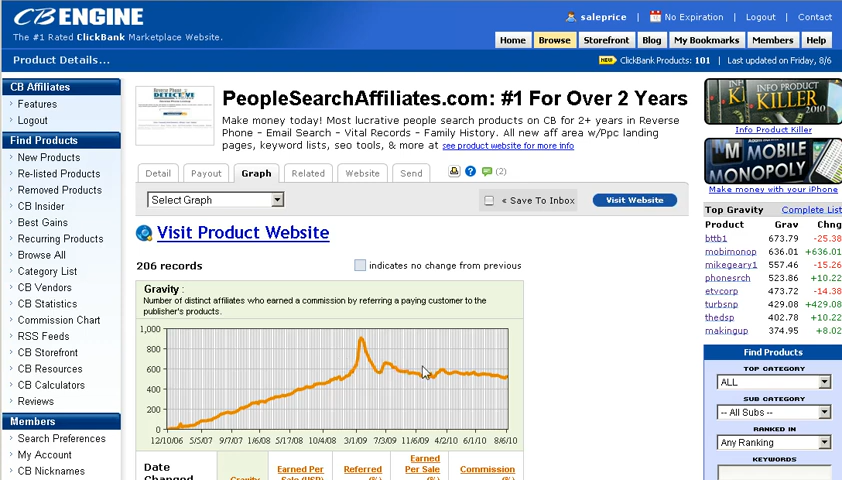 CB ENGINE
The #1 Rated ClickBank Marketplace Website.
saleprice | No Expiration | Logout | Contact
Home Browse Storefront Blog My Bookmarks Members Help
Product Details...
NEW ClickBank Products: 101 | Last updated on Friday, 8/6
CB Affiliates
Features
Logout
Find Products
New Products
Re-listed Products
Removed Products
CB Insider
Best Gains
Recurring Products
Browse All
Category List
CB Vendors
CB Statistics
Commission Chart
RSS Feeds
CB Storefront
CB Resources
CB Calculators
Reviews
Members
Search Preferences
My Account
CB Nicknames
PeopleSearchAffiliates.com: #1 For Over 2 Years
Make money today! Most lucrative people search products on CB for 2+ years in Reverse
Phone - Email Search - Vital Records - Family History. All new aff area w/Ppc landing
pages, keyword lists, seo tools, & more at see product website for more info
Detail Payout Graph Related Website Send (2)
Select Graph
« Save To Inbox
Visit Website
Visit Product Website
206 records
indicates no change from previous
Gravity :
Number of distinct affiliates who earned a commission by referring a paying customer to the
publisher's products.
1,000
800
600
400
200
0
12/10/06 5/5/07 9/7/07 1/6/08 5/17/08 10/4/08 3/1/09 7/3/09 11/6/09 4/2/10 8/6/10
Date
Changed
Gravity
Earned Per
Sale (USD)
Referred
(%)
Earned
Per Sale
(%)
Commission
(%)
INFO PRODUCT KILLER 2010
Info Product Killer
MOBILE MONOPOLY
Make money with your iPhone
Top Gravity Complete List
Product Grav Chng
bttb1 673.79 -25.38
mobimonop 636.01 +636.01
mikegeary1 557.46 -15.26
phonesrch 523.86 +10.22
etvcorp 473.72 -14.38
turbsnp 429.08 +429.08
thedsp 402.78 +10.22
makingup 374.95 +8.02
Find Products
TOP CATEGORY
ALL
SUB CATEGORY
-- All Subs --
RANKED IN
Any Ranking
KEYWORDS